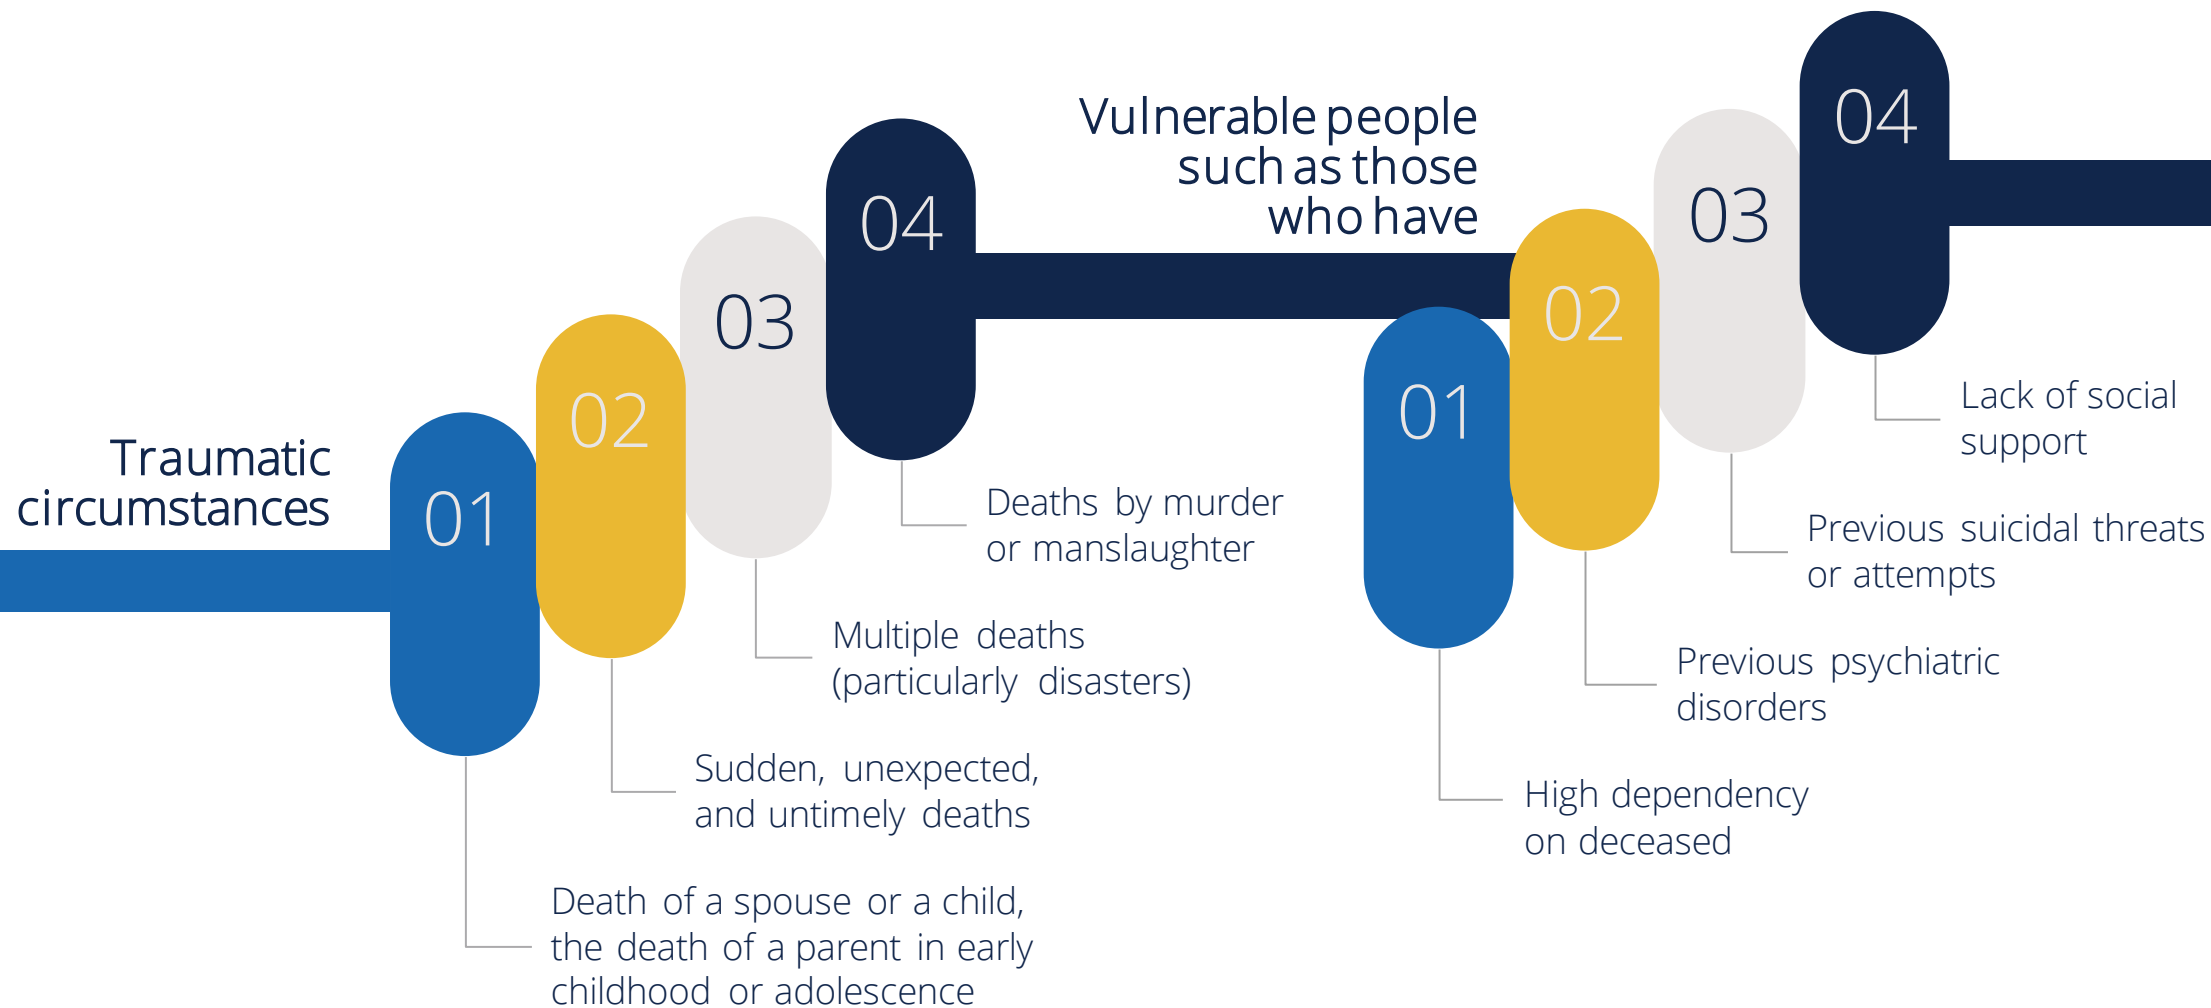 Traumatic
circumstances
01
Death of a spouse or a child,
the death of a parent in early
childhood or adolescence
02
Sudden, unexpected,
and untimely deaths
03
Multiple deaths
(particularly disasters)
04
Deaths by murder
or manslaughter
Vulnerable people
such as those
who have
01
High dependency
on deceased
02
Previous psychiatric
disorders
03
Previous suicidal threats
or attempts
04
Lack of social
support